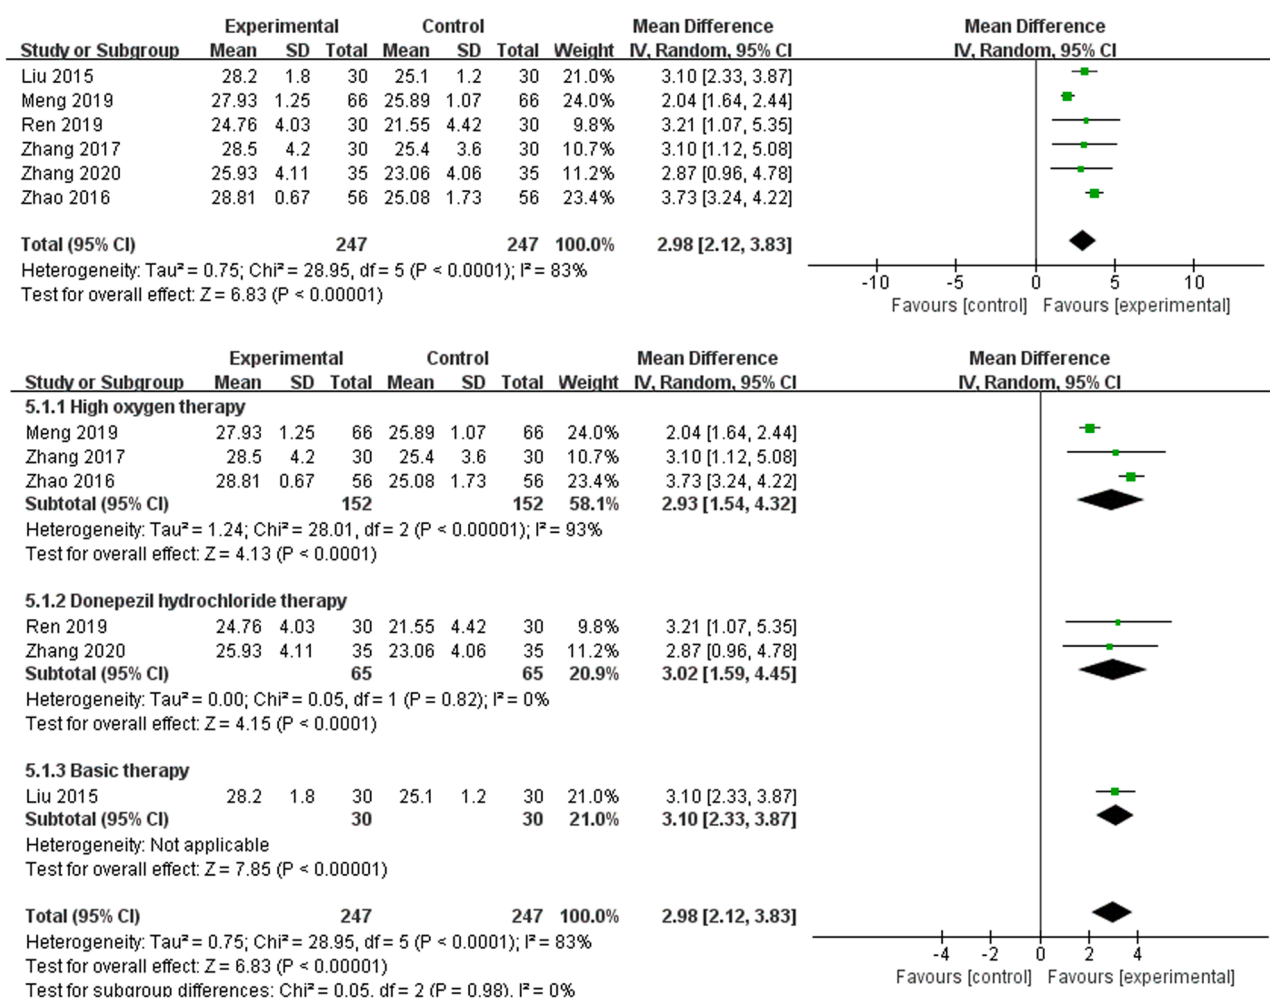 Experimental Control Mean Difference Mean Difference
Study or Subgroup Mean SD Total Mean SD Total Weight IV, Random, 95% CI IV, Random, 95% CI
Liu 2015 28.2 1.8 30 25.1 1.2 30 21.0% 3.10 [2.33, 3.87]
Meng 2019 27.93 1.25 66 25.89 1.07 66 24.0% 2.04 [1.64, 2.44]
Ren 2019 24.76 4.03 30 21.55 4.42 30 9.8% 3.21 [1.07, 5.35]
Zhang 2017 28.5 4.2 30 25.4 3.6 30 10.7% 3.10 [1.12, 5.08]
Zhang 2020 25.93 4.11 35 23.06 4.06 35 11.2% 2.87 [0.96, 4.78]
Zhao 2016 28.81 0.67 56 25.08 1.73 56 23.4% 3.73 [3.24, 4.22]
Total (95% CI) 247 247 100.0% 2.98 [2.12, 3.83]
Heterogeneity: Tau² = 0.75; Chi² = 28.95, df = 5 (P < 0.0001); I² = 83%
Test for overall effect: Z = 6.83 (P < 0.00001)
-10 -5 0 5 10
Favours [control] Favours [experimental]
Experimental Control Mean Difference Mean Difference
Study or Subgroup Mean SD Total Mean SD Total Weight IV, Random, 95% CI IV, Random, 95% CI
5.1.1 High oxygen therapy
Meng 2019 27.93 1.25 66 25.89 1.07 66 24.0% 2.04 [1.64, 2.44]
Zhang 2017 28.5 4.2 30 25.4 3.6 30 10.7% 3.10 [1.12, 5.08]
Zhao 2016 28.81 0.67 56 25.08 1.73 56 23.4% 3.73 [3.24, 4.22]
Subtotal (95% CI) 152 152 58.1% 2.93 [1.54, 4.32]
Heterogeneity: Tau² = 1.24; Chi² = 28.01, df = 2 (P < 0.00001); I² = 93%
Test for overall effect: Z = 4.13 (P < 0.0001)
5.1.2 Donepezil hydrochloride therapy
Ren 2019 24.76 4.03 30 21.55 4.42 30 9.8% 3.21 [1.07, 5.35]
Zhang 2020 25.93 4.11 35 23.06 4.06 35 11.2% 2.87 [0.96, 4.78]
Subtotal (95% CI) 65 65 20.9% 3.02 [1.59, 4.45]
Heterogeneity: Tau² = 0.00; Chi² = 0.05, df = 1 (P = 0.82); I² = 0%
Test for overall effect: Z = 4.15 (P < 0.0001)
5.1.3 Basic therapy
Liu 2015 28.2 1.8 30 25.1 1.2 30 21.0% 3.10 [2.33, 3.87]
Subtotal (95% CI) 30 30 21.0% 3.10 [2.33, 3.87]
Heterogeneity: Not applicable
Test for overall effect: Z = 7.85 (P < 0.00001)
Total (95% CI) 247 247 100.0% 2.98 [2.12, 3.83]
Heterogeneity: Tau² = 0.75; Chi² = 28.95, df = 5 (P < 0.0001); I² = 83%
Test for overall effect: Z = 6.83 (P < 0.00001)
Test for subgroup differences: Chi² = 0.05, df = 2 (P = 0.98), I² = 0%
-4 -2 0 2 4
Favours [control] Favours [experimental]